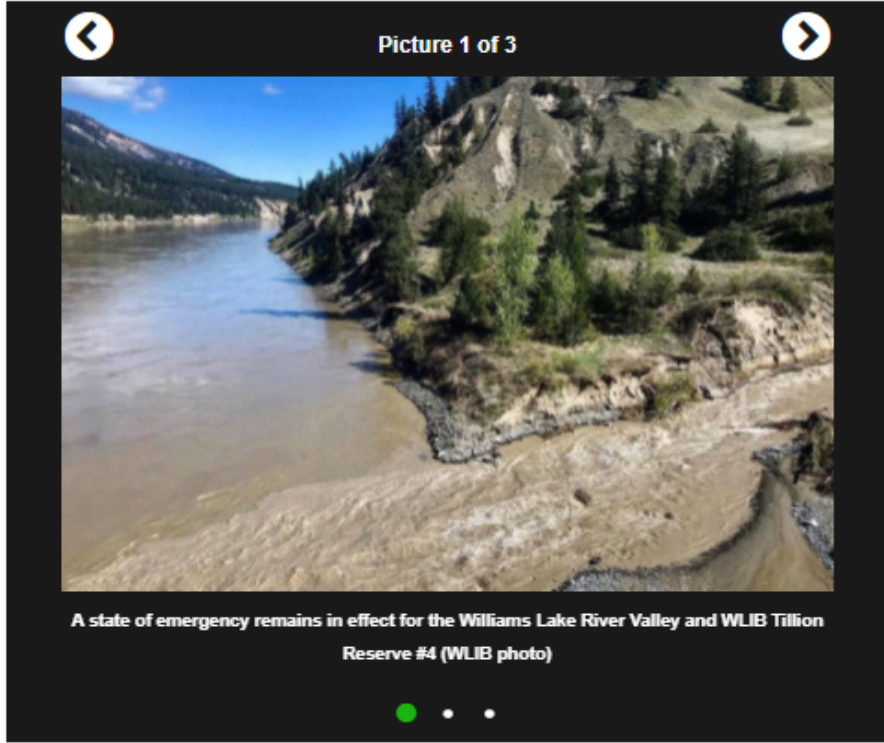 Picture 1 of 3
A state of emergency remains in effect for the Williams Lake River Valley and WLIB Tillion
Reserve #4 (WLIB photo)